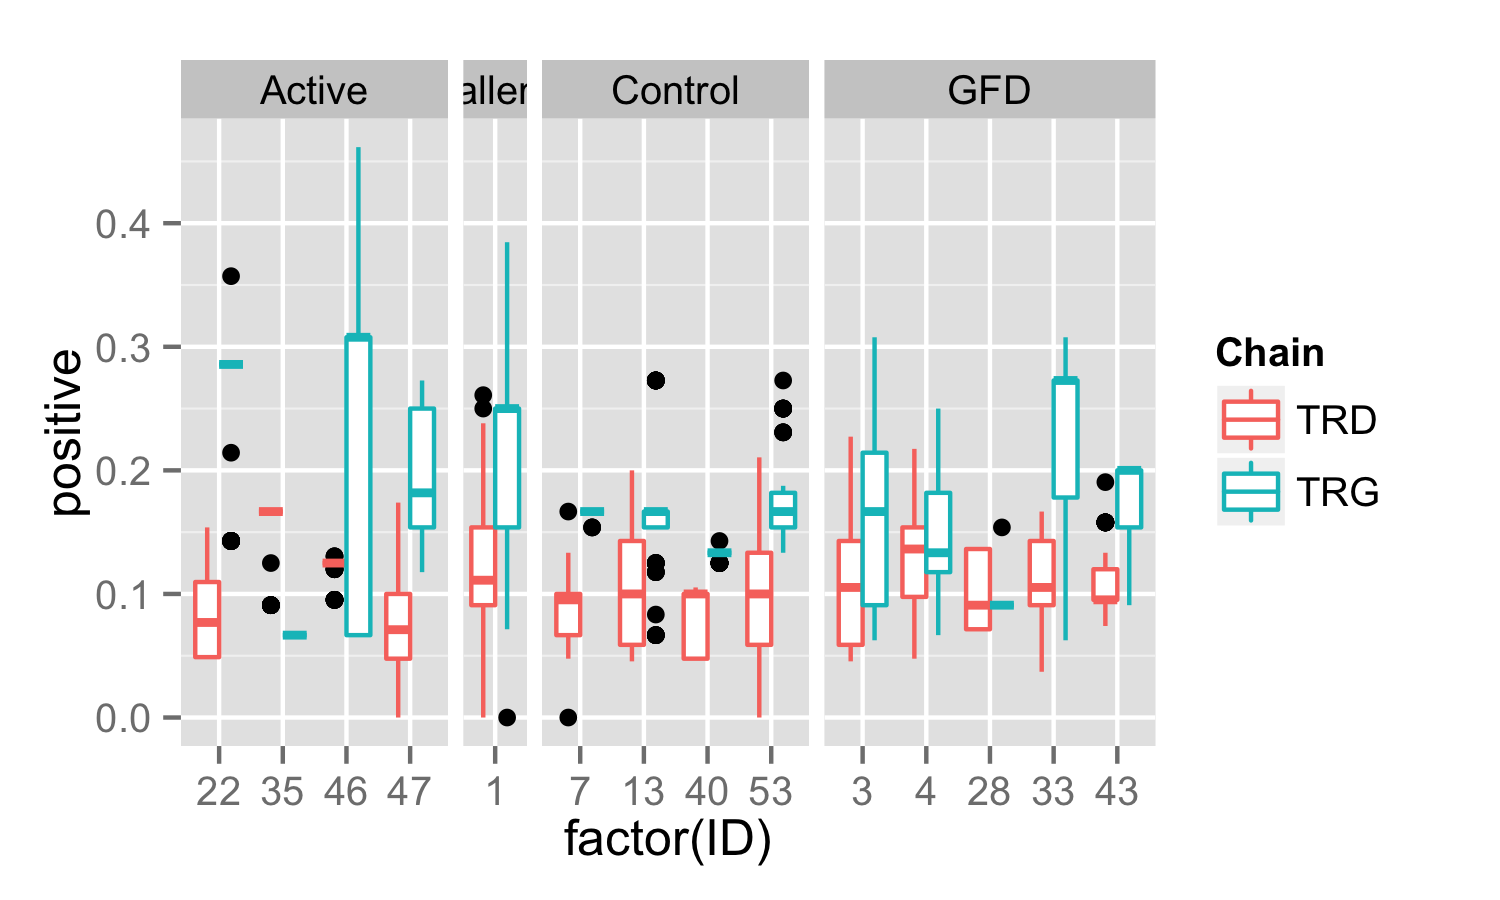 Active aller Control GFD
0.4
0.3
0.2
0.1
0.0
positive
22 35 46 47 1 7 13 40 53 3 4 28 33 43
factor(ID)
Chain
TRD
TRG